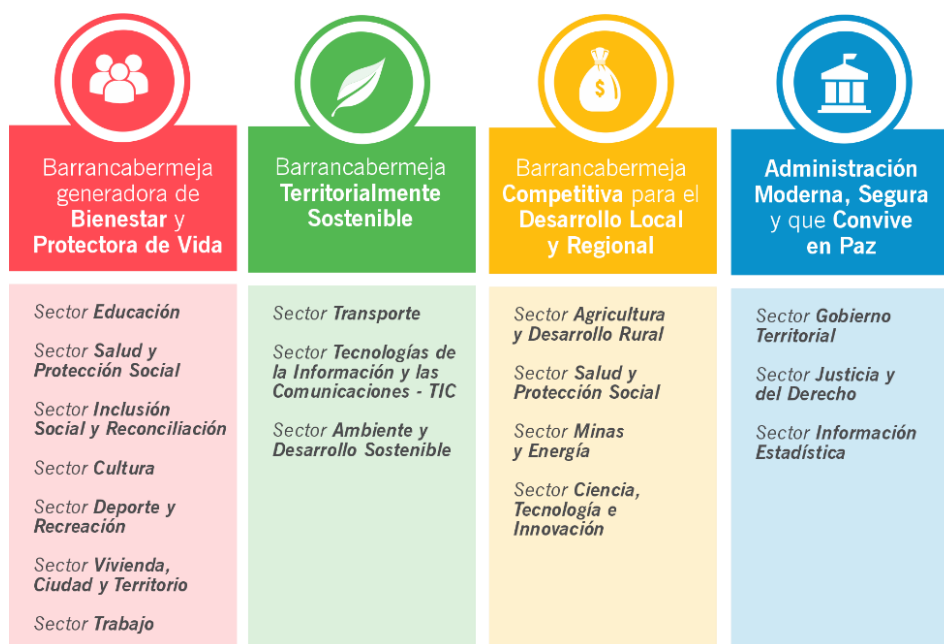 Barrancabermeja
generadora de
Bienestar y
Protectora de Vida
Sector Educación
Sector Salud y
Protección Social
Sector Inclusión
Social y Reconciliación
Sector Cultura
Sector Deporte y
Recreación
Sector Vivienda,
Ciudad y Territorio
Sector Trabajo
Barrancabermeja
Territorialmente
Sostenible
Sector Transporte
Sector Tecnologías de
la Información y las
Comunicaciones - TIC
Sector Ambiente y
Desarrollo Sostenible
$
Barrancabermeja
Competitiva para el
Desarrollo Local
y Regional
Sector Agricultura
y Desarrollo Rural
Sector Salud y
Protección Social
Sector Minas
y Energía
Sector Ciencia,
Tecnología e
Innovación
Administración
Moderna, Segura
y que Convive
en Paz
Sector Gobierno
Territorial
Sector Justicia y
del Derecho
Sector Información
Estadística